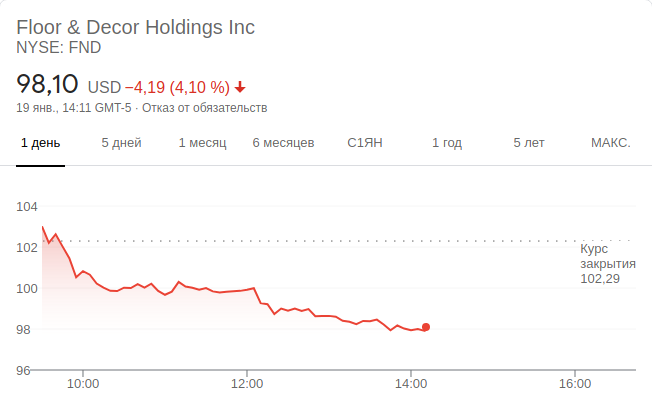 Floor & Decor Holdings Inc
NYSE: FND
98,10 USD −4,19 (4,10 %)
19 янв., 14:11 GMT-5 · Отказ от обязательств
1 день 5 дней 1 месяц 6 месяцев С1ЯН 1 год 5 лет МАКС.
104
102
Курс
закрытия
102,29
100
98
96
10:00 12:00 14:00 16:00